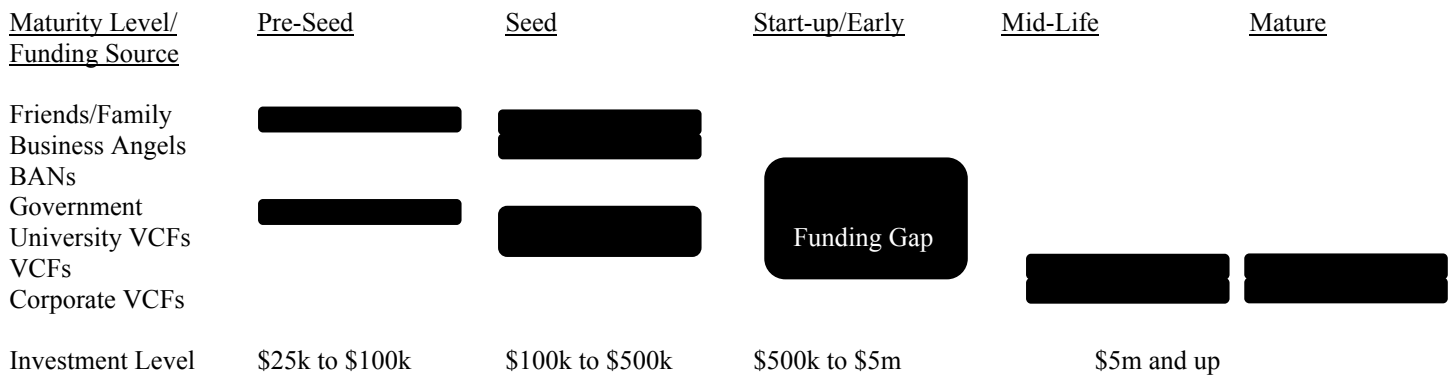 Maturity Level/ Pre-Seed Seed Start-up/Early Mid-Life Mature
Funding Source
Friends/Family
Business Angels
BANs
Government
University VCFs Funding Gap
VCFs
Corporate VCFs
Investment Level $25k to $100k $100k to $500k $500k to $5m $5m and up